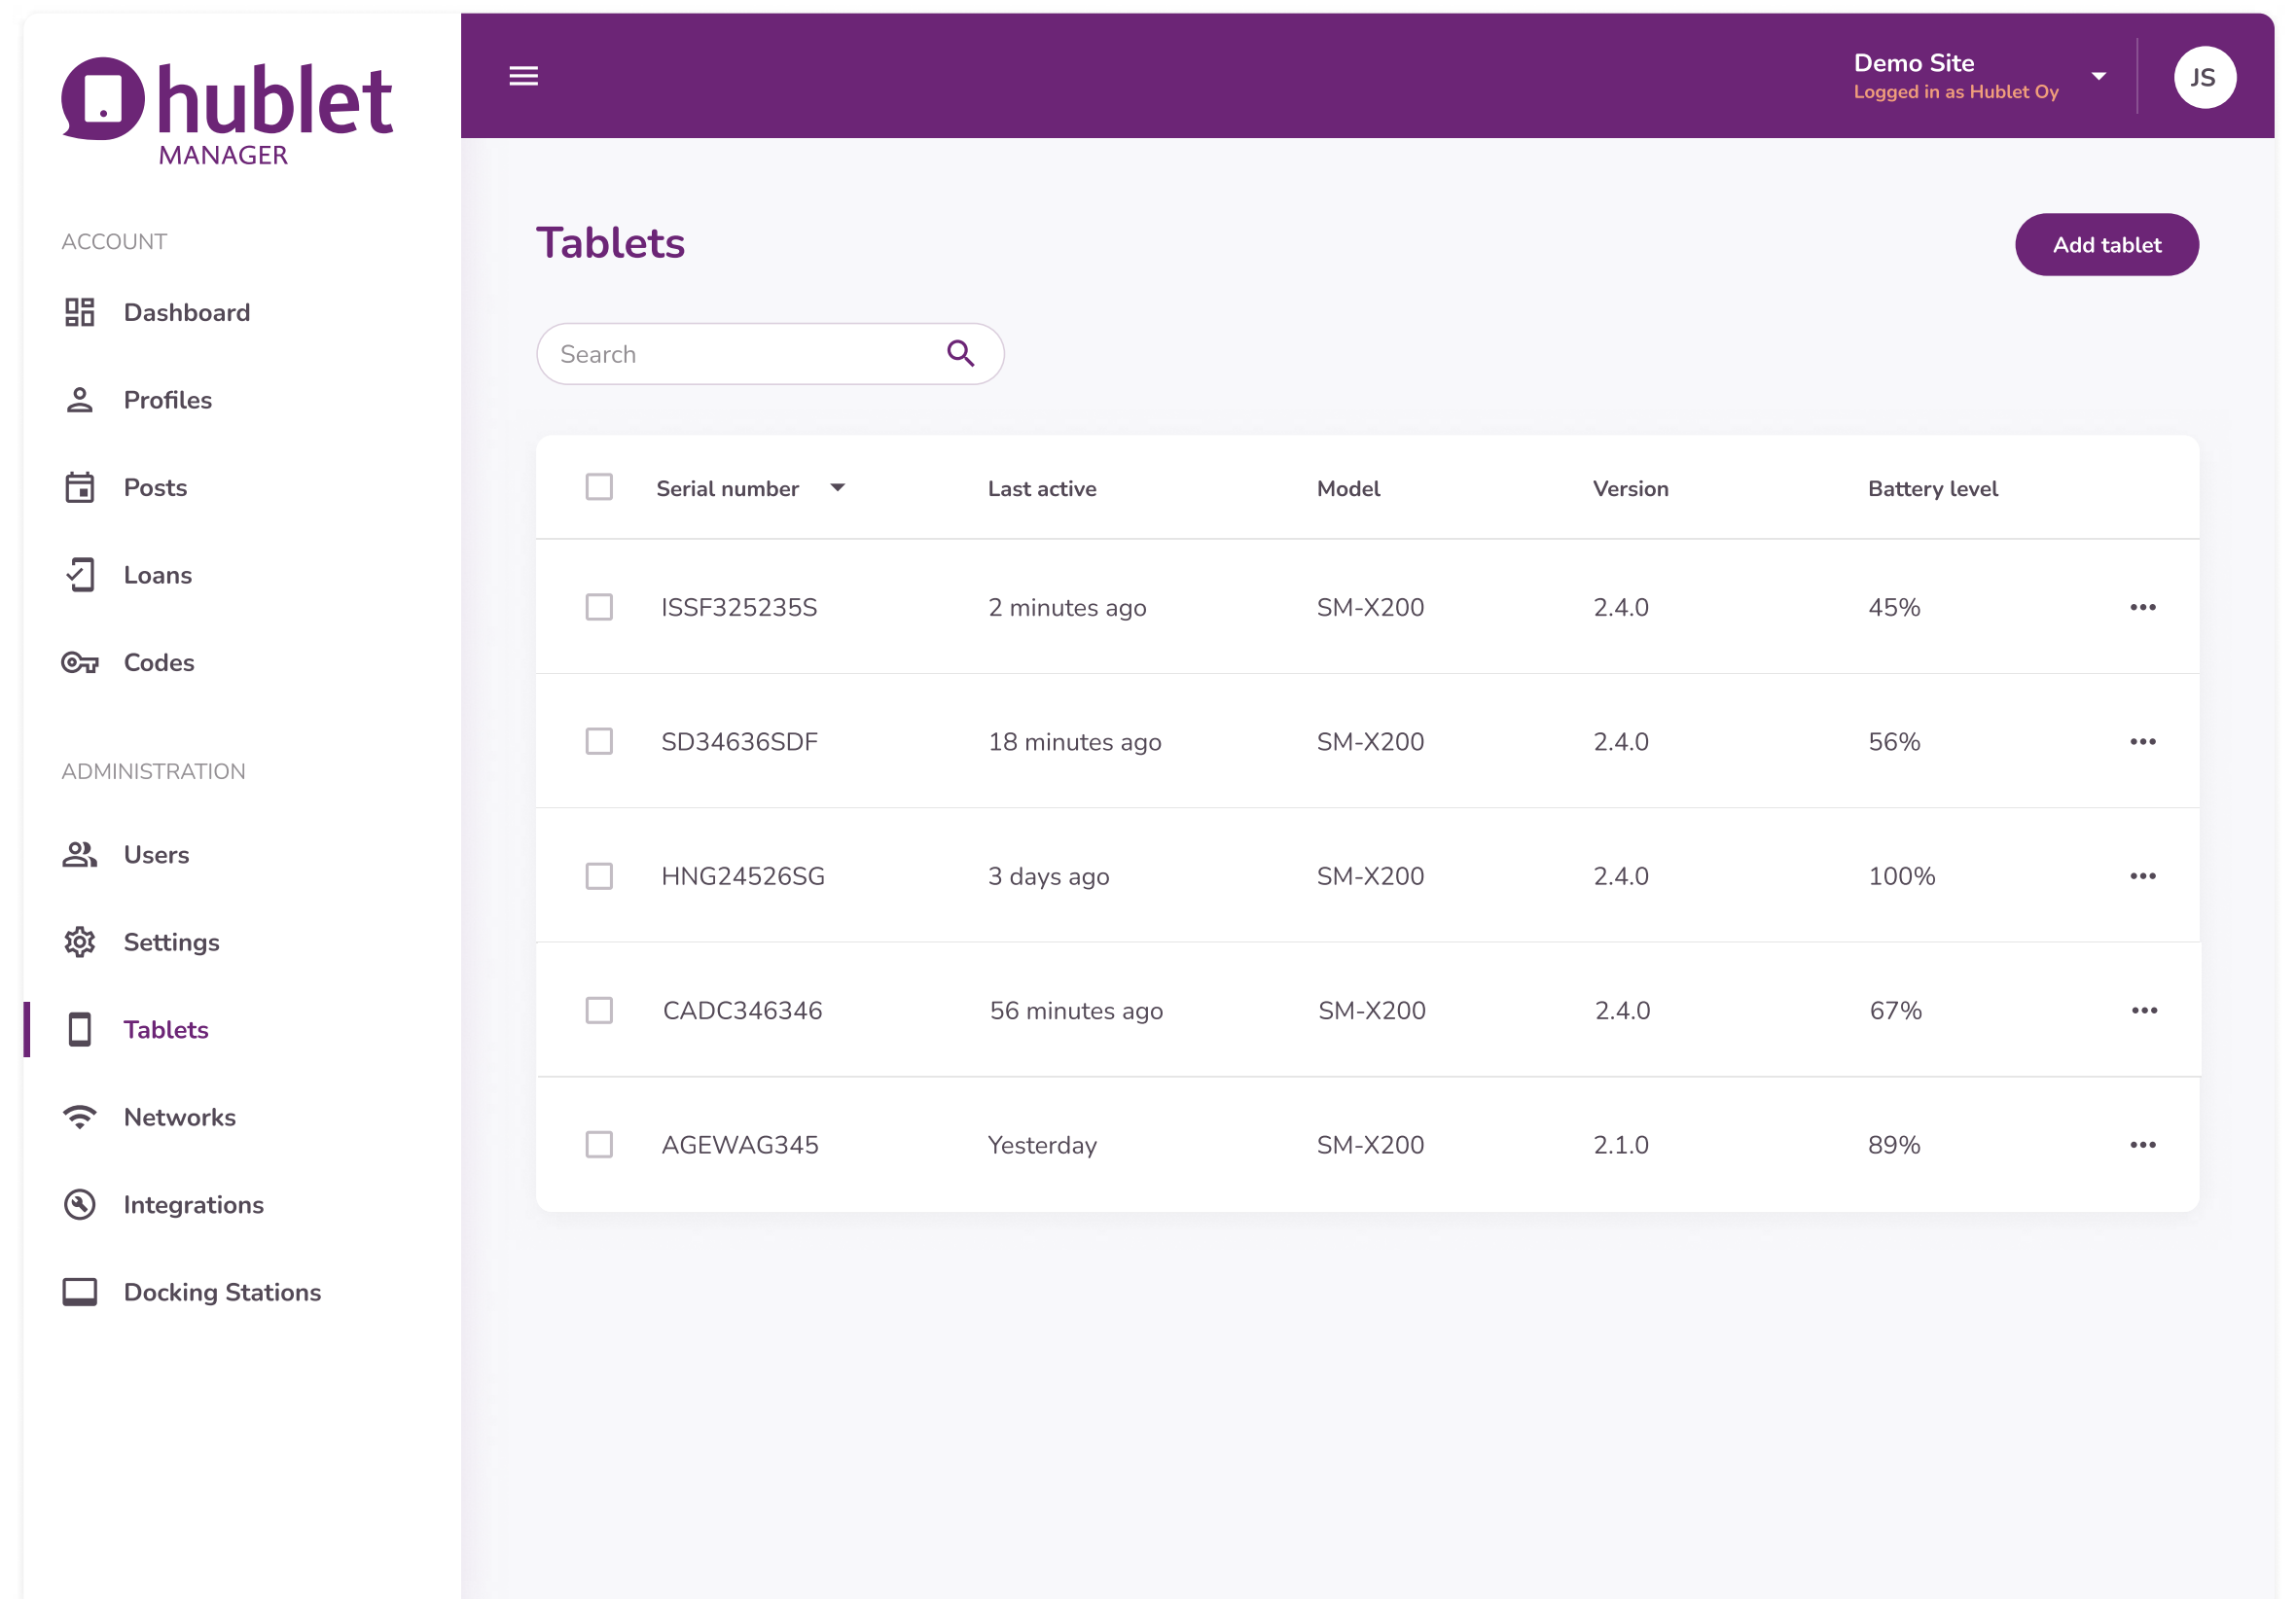 hublet
MANAGER
ACCOUNT
Dashboard
Profiles
Posts
Loans
Codes
ADMINISTRATION
Users
Settings
Tablets
Networks
Integrations
Docking Stations
Demo Site
Logged in as Hublet Oy
JS
Tablets
Add tablet
Search
Serial number Last active Model Version Battery level
ISSF325235S 2 minutes ago SM-X200 2.4.0 45%
SD34636SDF 18 minutes ago SM-X200 2.4.0 56%
HNG24526SG 3 days ago SM-X200 2.4.0 100%
CADC346346 56 minutes ago SM-X200 2.4.0 67%
AGEWAG345 Yesterday SM-X200 2.1.0 89%